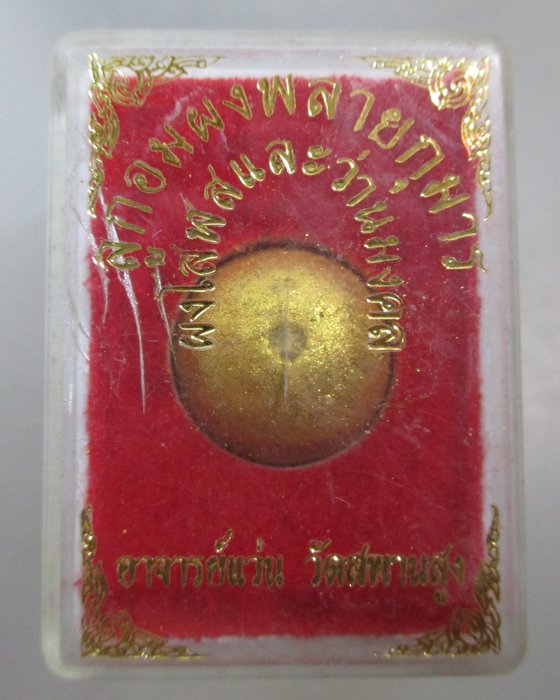 ลูกอมผงพลายกุมาร
ผงโสฬสและว่านมงคล
อาจารย์แว่น วัดสะพานสูง